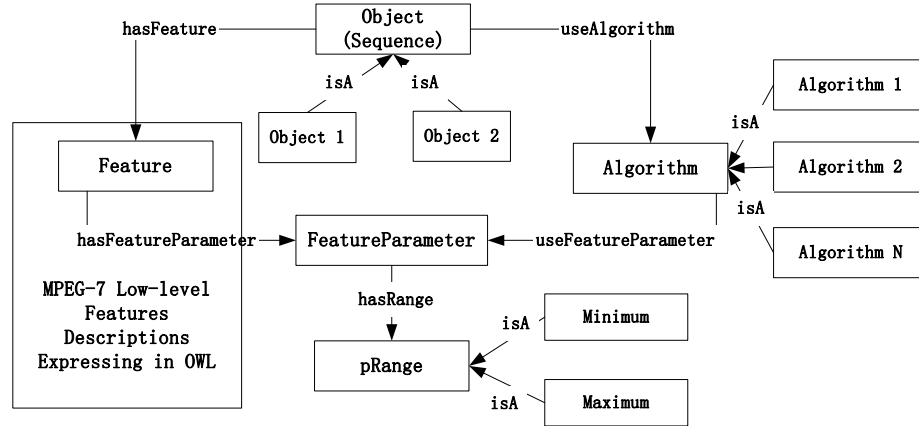 Object
(Sequence)
hasFeature
useAlgorithm
isA
isA
Object 1
Object 2
Algorithm 1
isA
Feature
Algorithm
Algorithm 2
isA
hasFeatureParameter
FeatureParameter
useFeatureParameter
Algorithm N
MPEG-7 Low-level
Features
Descriptions
Expressing in OWL
hasRange
Minimum
isA
pRange
isA
Maximum